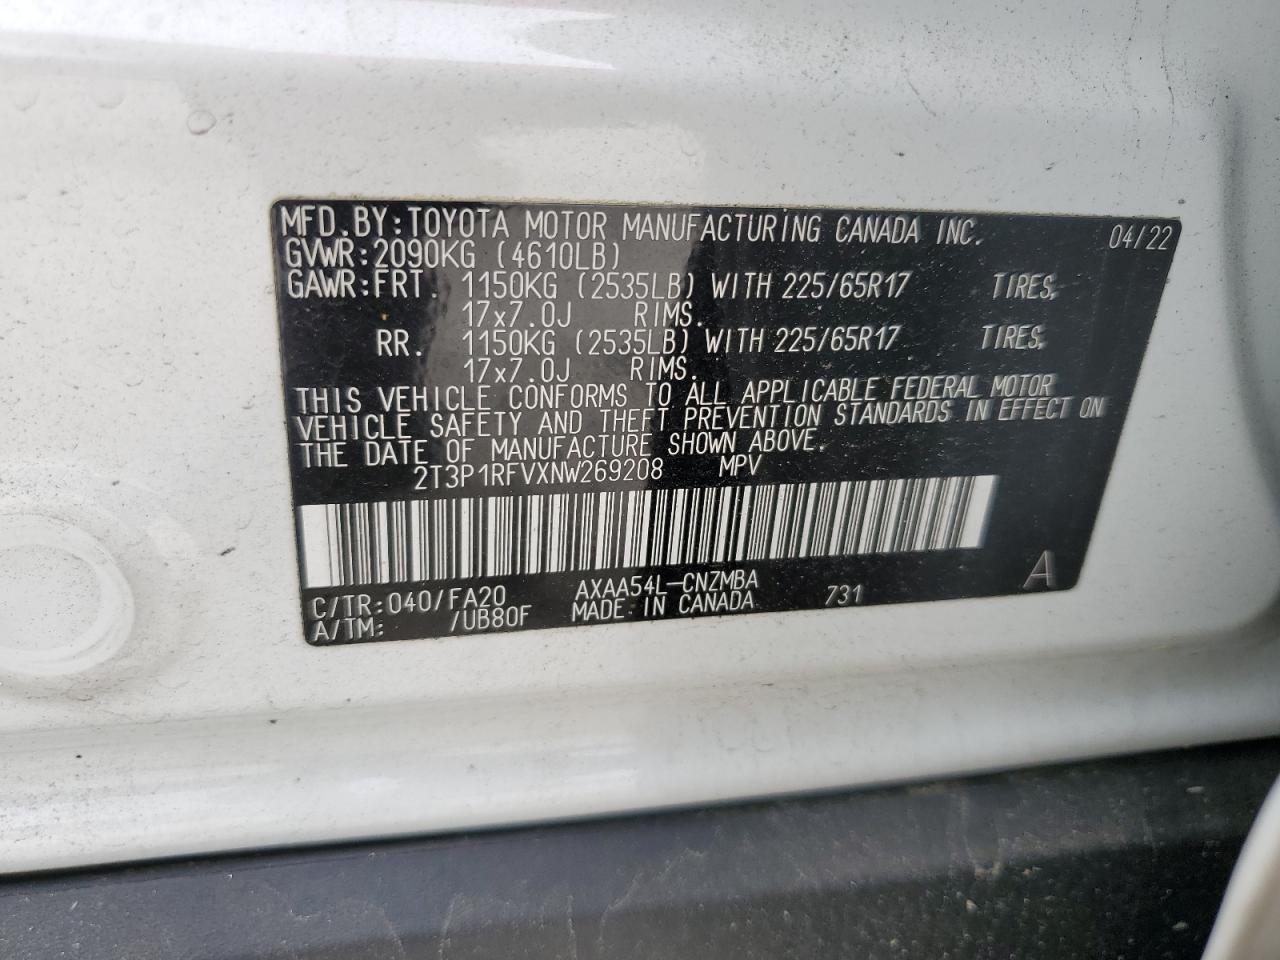 MFD.BY:TOYOTA MOTOR MANUFACTURING CANADA INC. 04/22
GVWR:2090KG (4610LB)
GAWR:FRT. 1150KG (2535LB) WITH 225/65R17 TIRES,
17x7.0J RIMS.
RR. 1150KG (2535LB) WITH 225/65R17 TIRES,
17x7.0J RIMS.
THIS VEHICLE CONFORMS TO ALL APPLICABLE FEDERAL MOTOR
VEHICLE SAFETY AND THEFT PREVENTION STANDARDS IN EFFECT ON
THE DATE OF MANUFACTURE SHOWN ABOVE.
2T3P1RFVXNW269208 MPV
C/TR:040/FA20 AXAA54L-CNZMBA 731 A
A/TM: /UB80F MADE IN CANADA